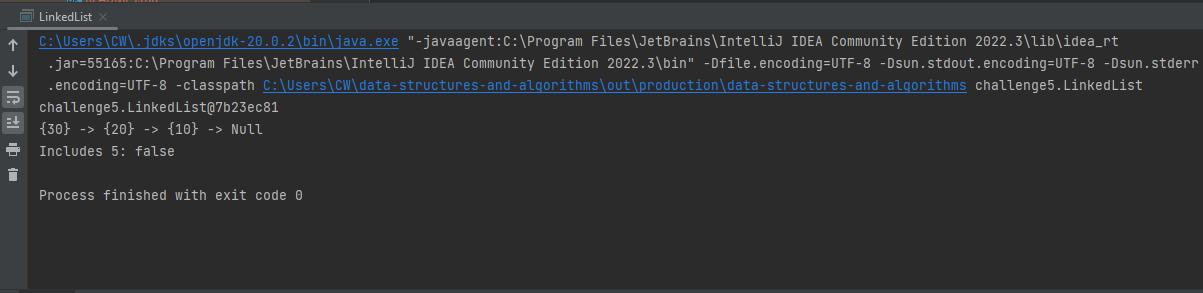 LinkedList
C:\Users\CW\.jdks\openjdk-20.0.2\bin\java.exe "-javaagent:C:\Program Files\JetBrains\IntelliJ IDEA Community Edition 2022.3\lib\idea_rt
.jar=55165:C:\Program Files\JetBrains\IntelliJ IDEA Community Edition 2022.3\bin" -Dfile.encoding=UTF-8 -Dsun.stdout.encoding=UTF-8 -Dsun.stderr
.encoding=UTF-8 -classpath C:\Users\CW\data-structures-and-algorithms\out\production\data-structures-and-algorithms challenge5.LinkedList
challenge5.LinkedList@7b23ec81
{30} -> {20} -> {10} -> Null
Includes 5: false
Process finished with exit code 0